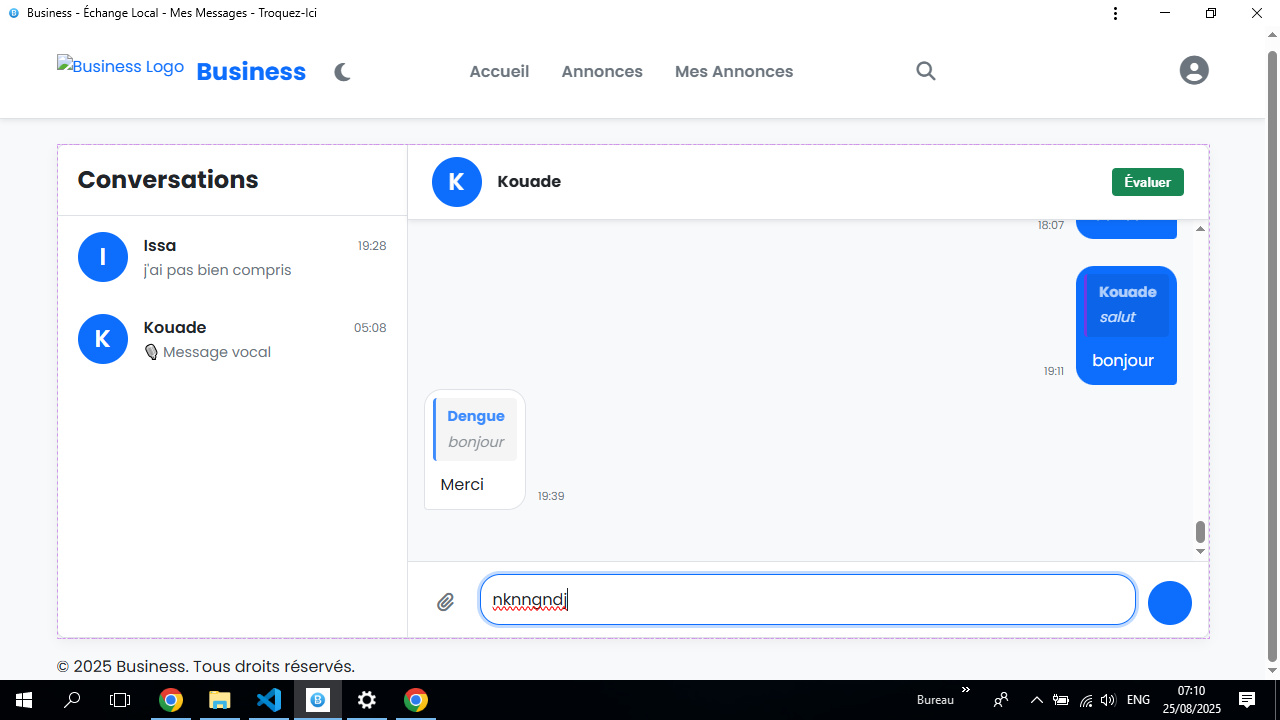 Business - Échange Local - Mes Messages - Troquez-Ici
Business Logo
Business
Accueil
Annonces
Mes Annonces
Conversations
I
Issa
19:28
j'ai pas bien compris
K
Kouade
05:08
Message vocal
K
Kouade
Évaluer
18:07
Kouade
salut
bonjour
19:11
Dengue
bonjour
Merci
19:39
nknngndj
© 2025 Business. Tous droits réservés.
Bureau
»
ENG
07:10
25/08/2025